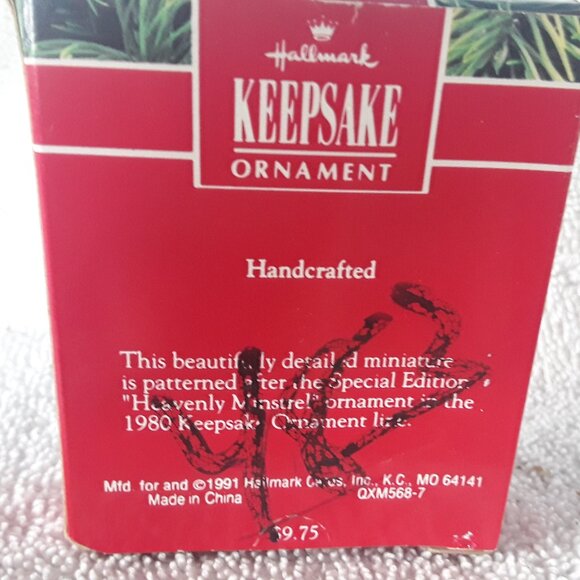 Hallmark
KEEPSAKE
ORNAMENT
Handcrafted
This beautifully detailed miniature
is patterned after the Special Edition
"Heavenly Minstrel" ornament in the
1980 Keepsake Ornament line.
Mfd. for and ©1991 Hallmark Cards, Inc., K.C., MO 64141
Made in China QXM568-7
$9.75